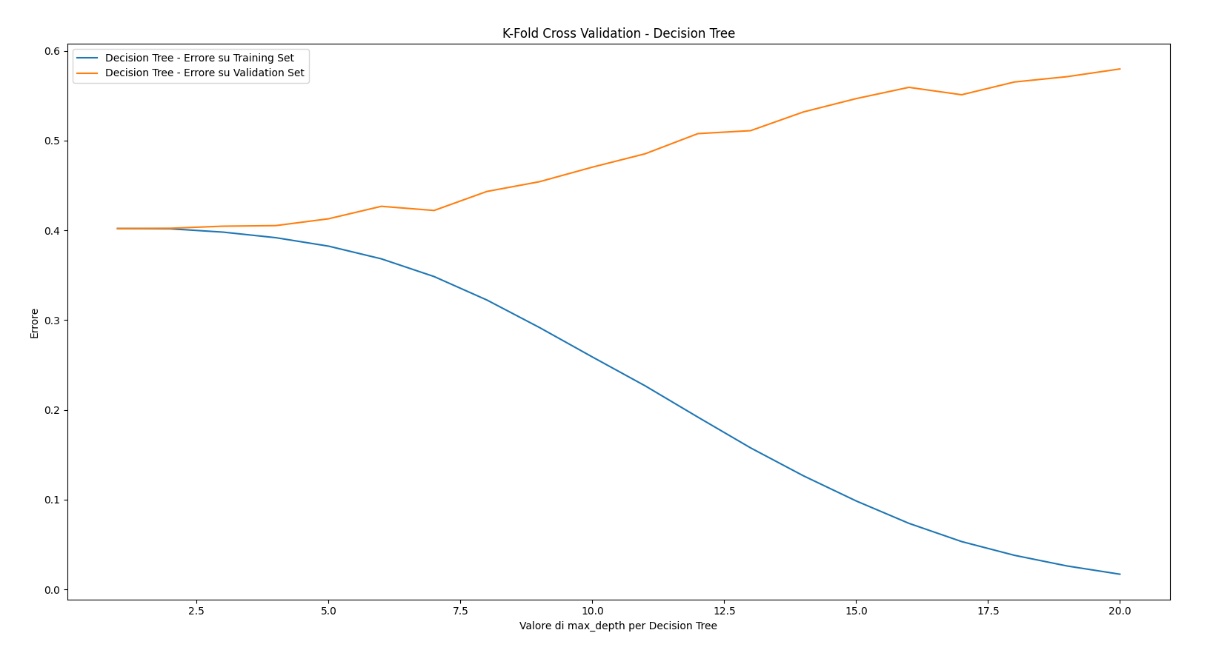 K-Fold Cross Validation - Decision Tree
Decision Tree - Errore su Training Set
Decision Tree - Errore su Validation Set
0.6
0.5
0.4
0.3
0.2
0.1
0.0
Errore
2.5 5.0 7.5 10.0 12.5 15.0 17.5 20.0
Valore di max_depth per Decision Tree